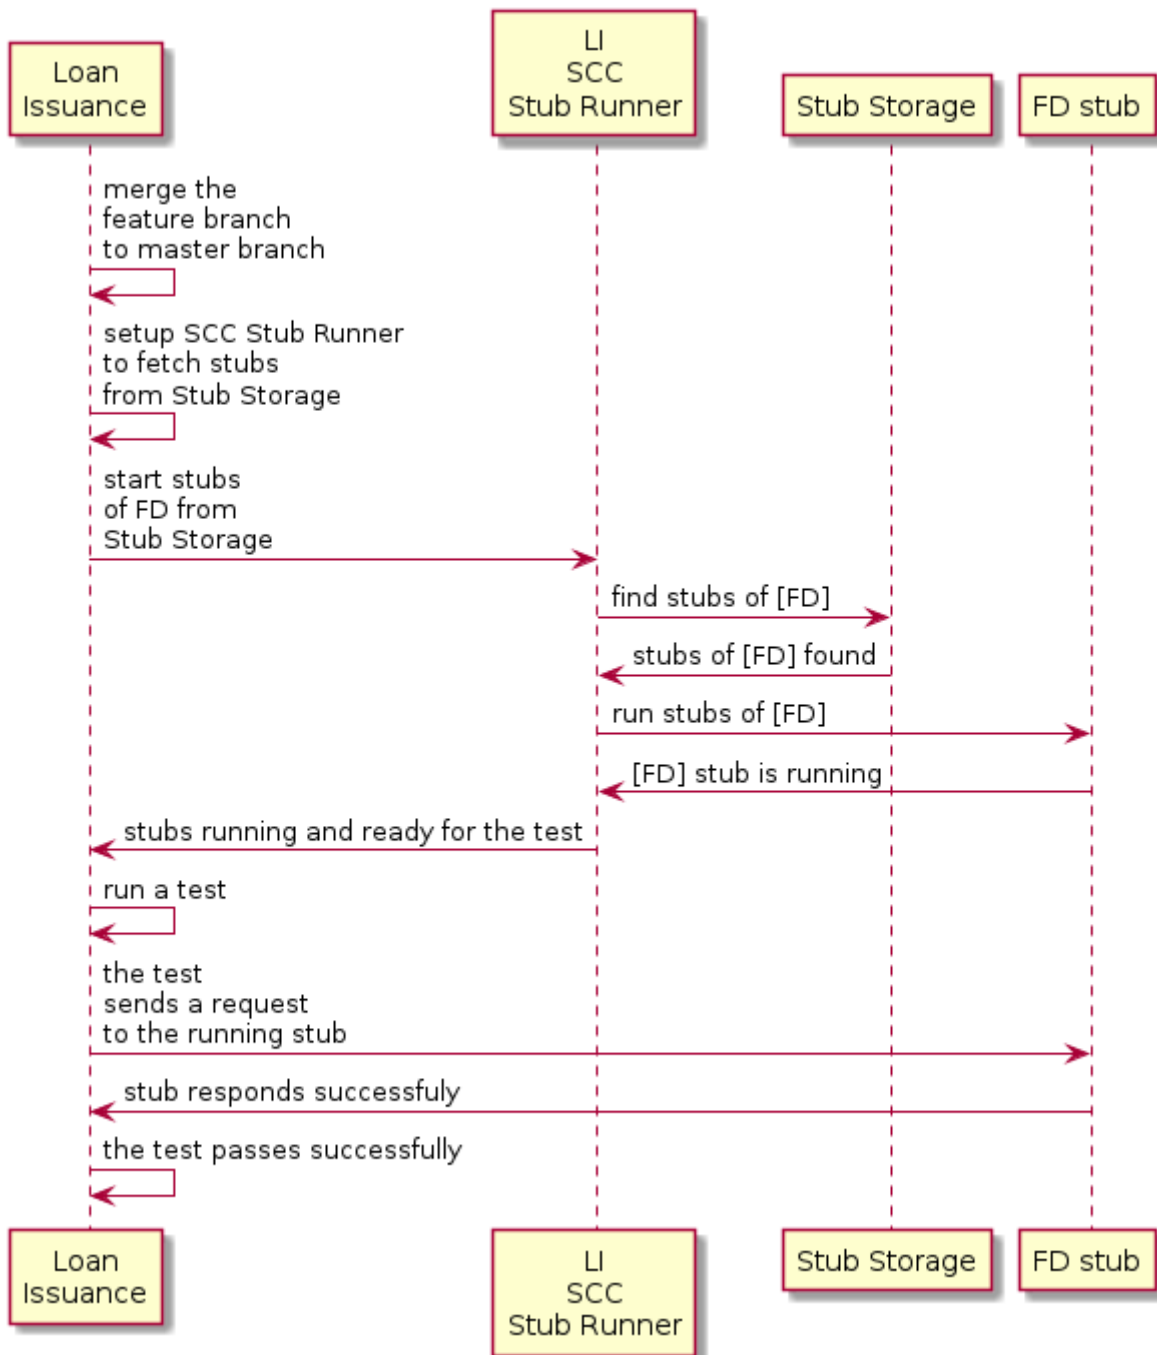 Loan
Issuance
LI
SCC
Stub Runner
Stub Storage
FD stub
merge the
feature branch
to master branch
setup SCC Stub Runner
to fetch stubs
from Stub Storage
start stubs
of FD from
Stub Storage
find stubs of [FD]
stubs of [FD] found
run stubs of [FD]
[FD] stub is running
stubs running and ready for the test
run a test
the test
sends a request
to the running stub
stub responds successfuly
the test passes successfully
Loan
Issuance
LI
SCC
Stub Runner
Stub Storage
FD stub